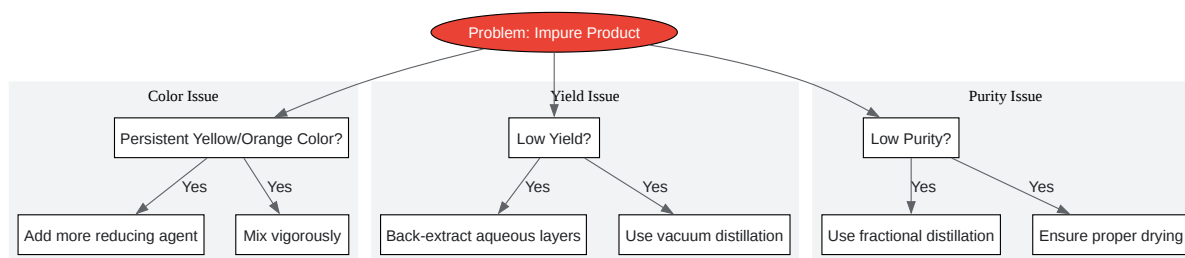 Problem: Impure Product
Color Issue
Yield Issue
Purity Issue
Persistent Yellow/Orange Color?
Low Yield?
Low Purity?
Yes
Yes
Yes
Yes
Yes
Yes
Add more reducing agent
Mix vigorously
Back-extract aqueous layers
Use vacuum distillation
Use fractional distillation
Ensure proper drying